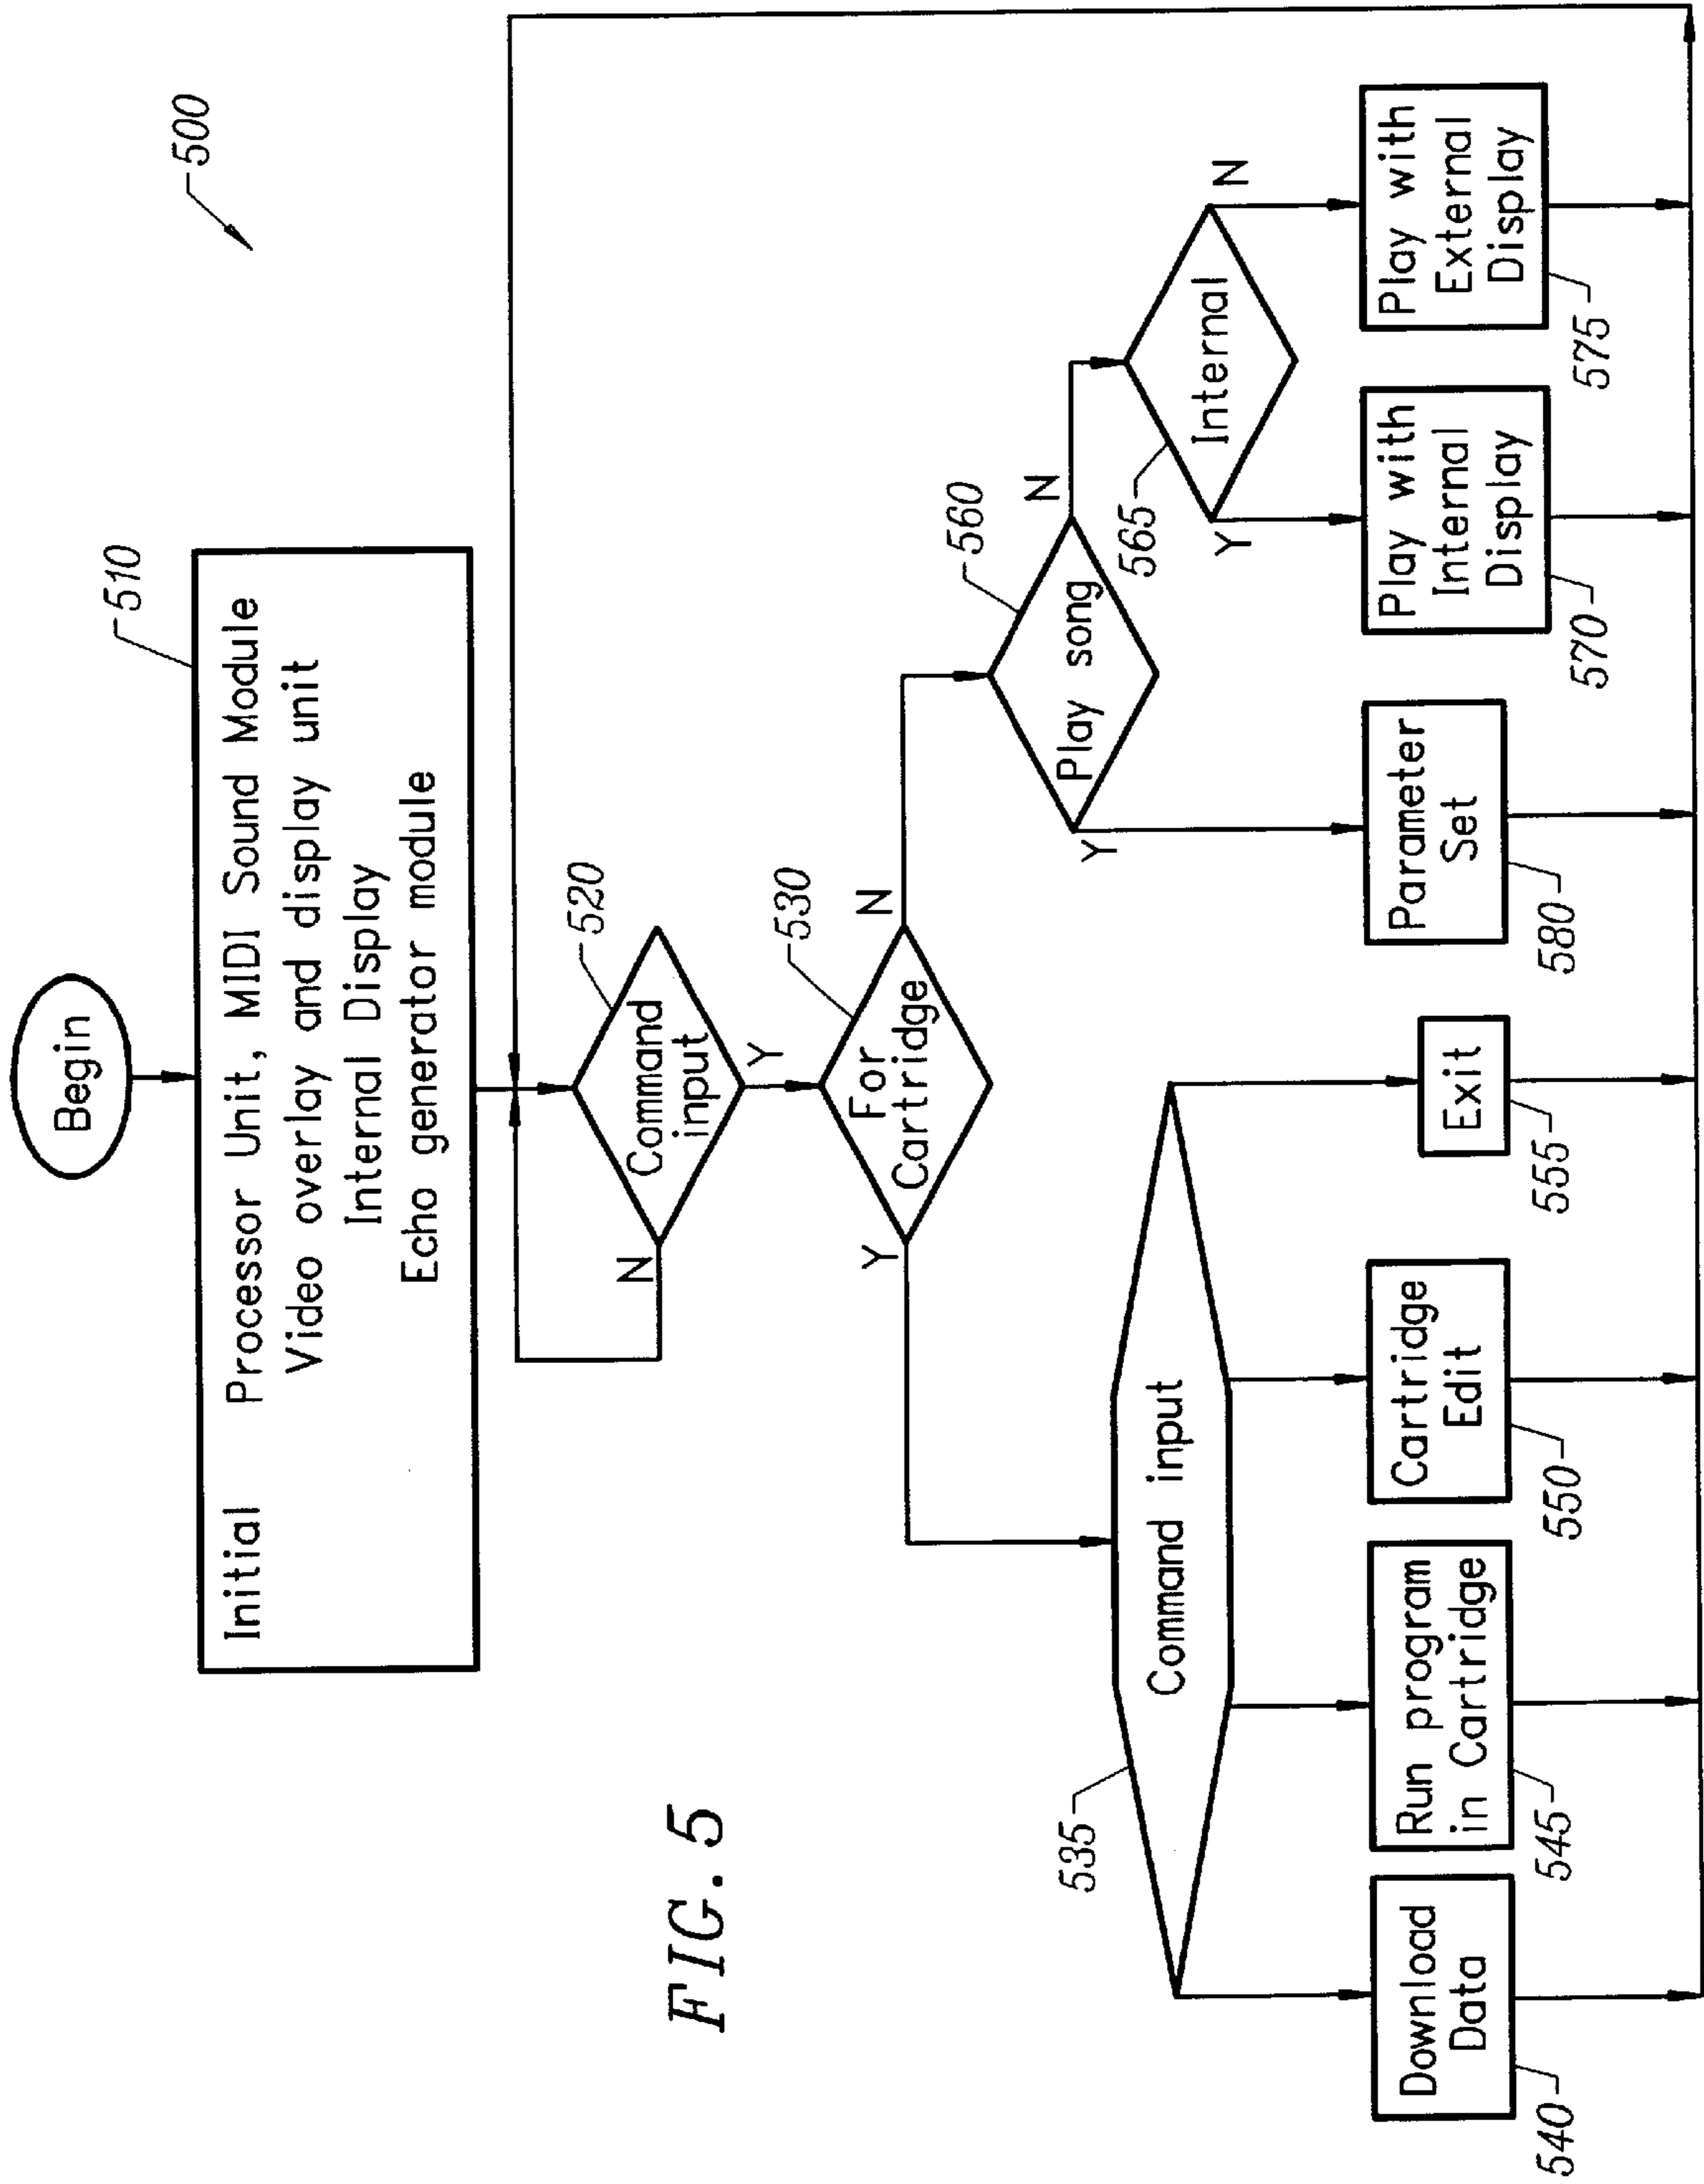 500
Begin
510
Initial Processor Unit, MIDI Sound Module
Video overlay and display unit
Internal Display
Echo generator module
520
Command
input
N
Y
530
For
Cartridge
Y
N
FIG. 5
535
Command input
560
Play song
Y
N
565
Internal
Y
N
Download
Data
540
Run program
in Cartridge
545
Cartridge
Edit
550
Exit
555
Parameter
Set
580
Play with
Internal
Display
570
Play with
External
Display
575